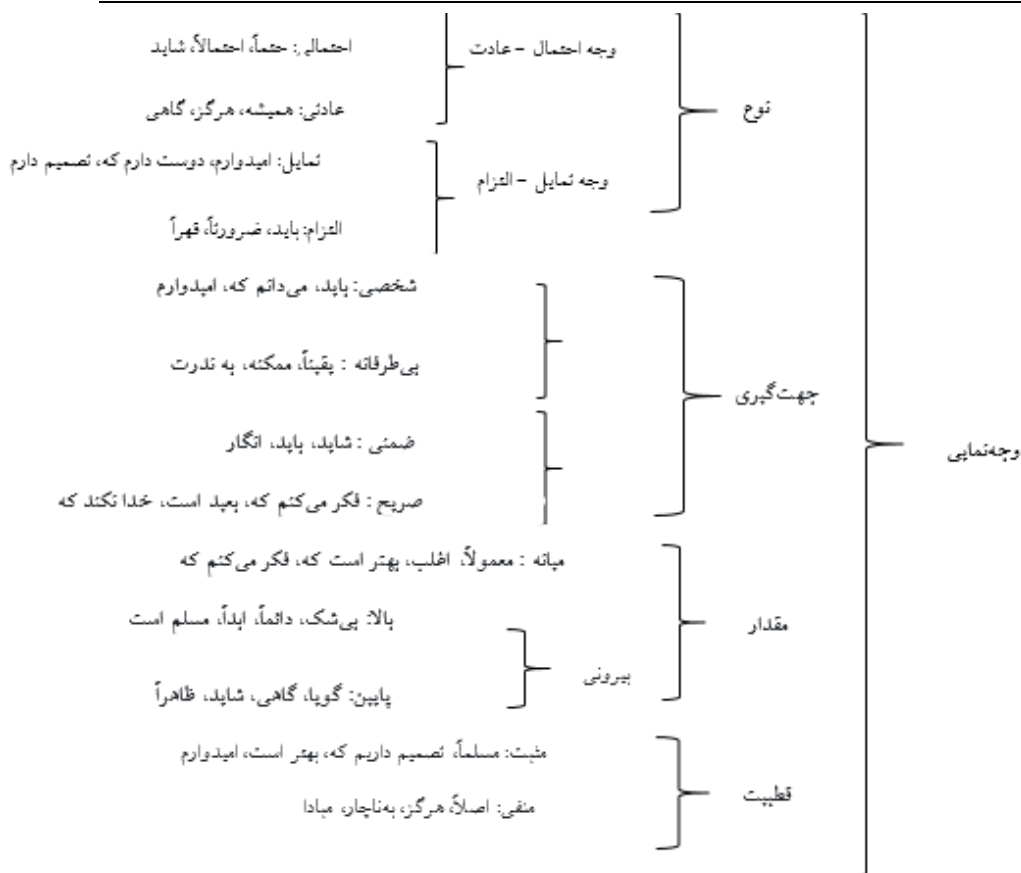 احتمالی: حتماً، احتمالاً، شاید
وجه احتمال - عادت
نوع
عادتی: همیشه، هرگز، گاهی
تمایل: امیدوارم، دوست دارم که، تصمیم دارم
وجه تمایل - التزام
التزام: باید، ضرورتاً، قهراً
شخصی: باید، می‌دانم که، امیدوارم
بی‌طرفانه : یقیناً، ممکنه، به ندرت
جهت‌گیری
ضمنی : شاید، باید، انگار
وجه‌نمایی
صریح : فکر می‌کنم که، بعید است، خدا نکند که
میانه : معمولاً، اغلب، بهتر است که، فکر می‌کنم که
بالا: بی‌شک، دائماً، ابداً، مسلم است
مقدار
بیرونی
پایین: گویا، گاهی، شاید، ظاهراً
مثبت: مسلماً، تصمیم داریم که، بهتر است، امیدوارم
قطبیت
منفی: اصلاً، هرگز، به‌ناچار، مبادا